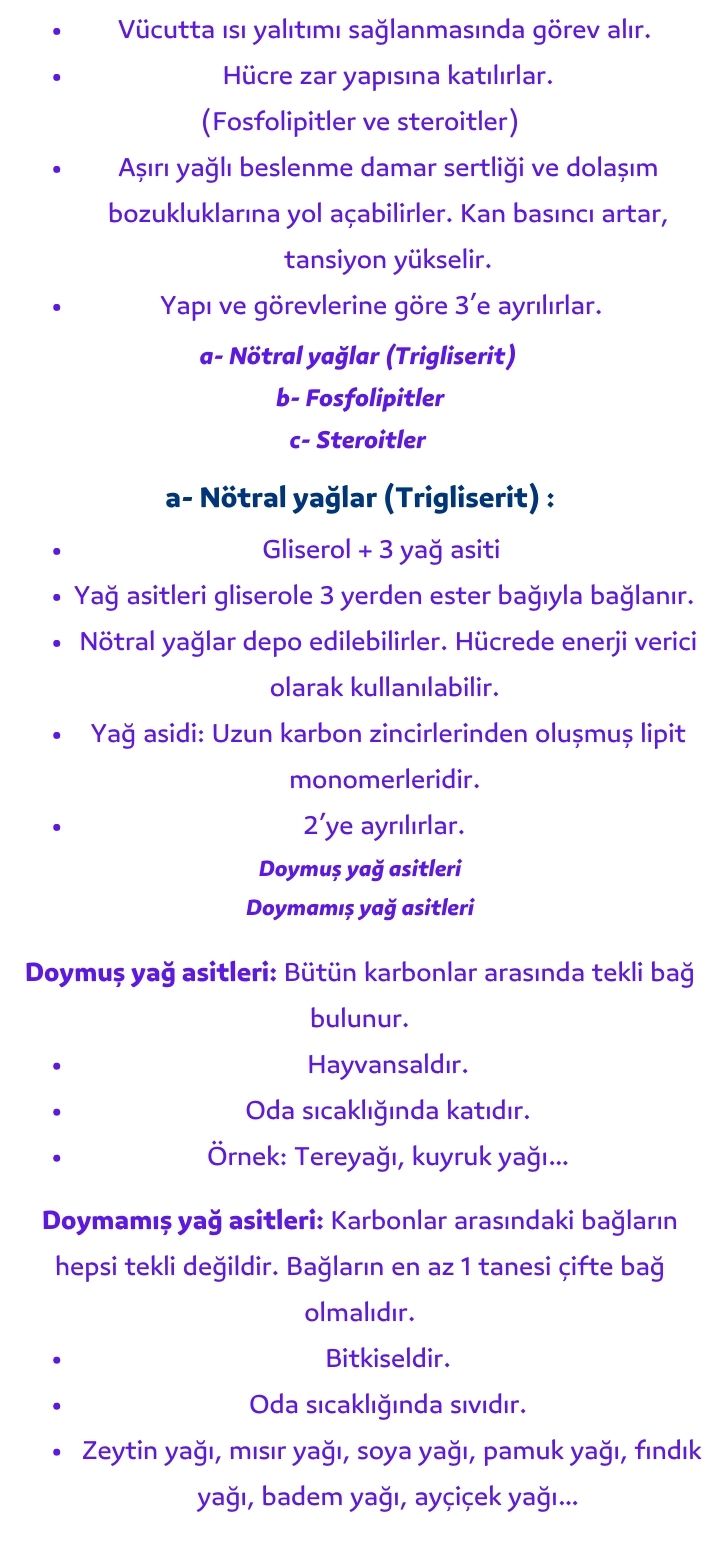 • Vücutta ısı yalıtımı sağlanmasında görev alır.
• Hücre zar yapısına katılırlar.
(Fosfolipitler ve steroitler)
• Aşırı yağlı beslenme damar sertliği ve dolaşım
bozukluklarına yol açabilirler. Kan basıncı artar,
tansiyon yükselir.
• Yapı ve görevlerine göre 3’e ayrılırlar.
a- Nötral yağlar (Trigliserit)
b- Fosfolipitler
c- Steroitler
a- Nötral yağlar (Trigliserit) :
• Gliserol + 3 yağ asiti
• Yağ asitleri gliserole 3 yerden ester bağıyla bağlanır.
• Nötral yağlar depo edilebilirler. Hücrede enerji verici
olarak kullanılabilir.
• Yağ asidi: Uzun karbon zincirlerinden oluşmuş lipit
monomerleridir.
• 2’ye ayrılırlar.
Doymuş yağ asitleri
Doymamış yağ asitleri
Doymuş yağ asitleri: Bütün karbonlar arasında tekli bağ
bulunur.
• Hayvansaldır.
• Oda sıcaklığında katıdır.
• Örnek: Tereyağı, kuyruk yağı...
Doymamış yağ asitleri: Karbonlar arasındaki bağların
hepsi tekli değildir. Bağların en az 1 tanesi çifte bağ
olmalıdır.
• Bitkiseldir.
• Oda sıcaklığında sıvıdır.
• Zeytin yağı, mısır yağı, soya yağı, pamuk yağı, fındık
yağı, badem yağı, ayçiçek yağı...